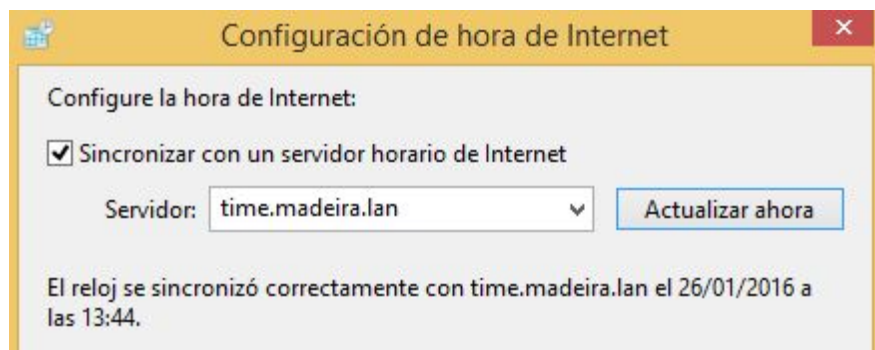 Configuración de hora de Internet
Configure la hora de Internet:
Sincronizar con un servidor horario de Internet
Servidor: time.madeira.lan Actualizar ahora
El reloj se sincronizó correctamente con time.madeira.lan el 26/01/2016 a
las 13:44.